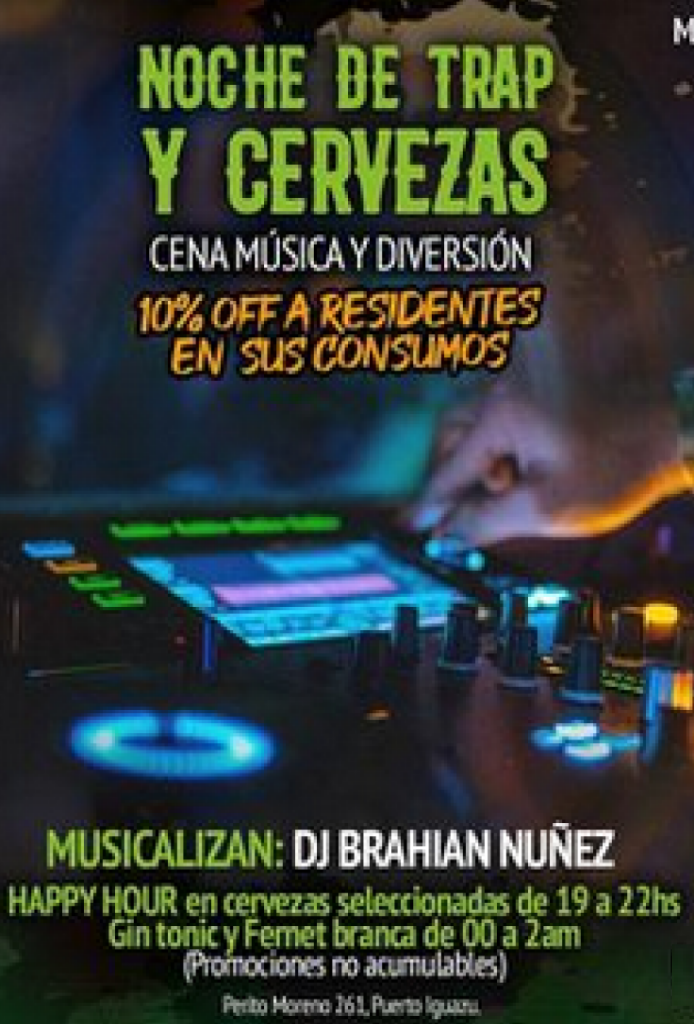 M
NOCHE DE TRAP
Y CERVEZAS
CENA MÚSICA Y DIVERSIÓN
10% OFF A RESIDENTES
EN SUS CONSUMOS
MUSICALIZAN: DJ BRAHIAN NUÑEZ
HAPPY HOUR en cervezas seleccionadas de 19 a 22hs
Gin tonic y Fernet branca de 00 a 2am
(Promociones no acumulables)
Perito Moreno 261, Puerto Iguazu.